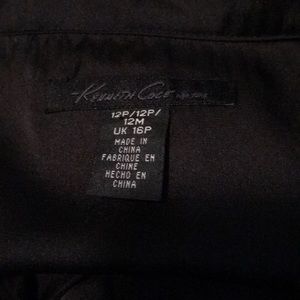 Kenneth Cole
12P/12P/
12M
UK 16P
MADE IN
CHINA
FABRIQUE EN
CHINE
HECHO EN
CHINA